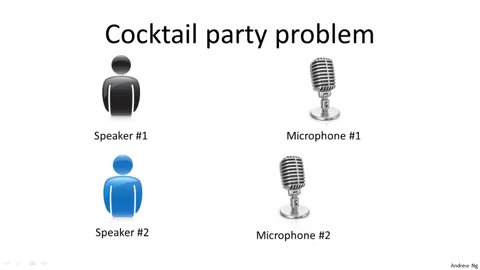 Cocktail party problem
Speaker #1
Microphone #1
Speaker #2
Microphone #2
Andrew Ng